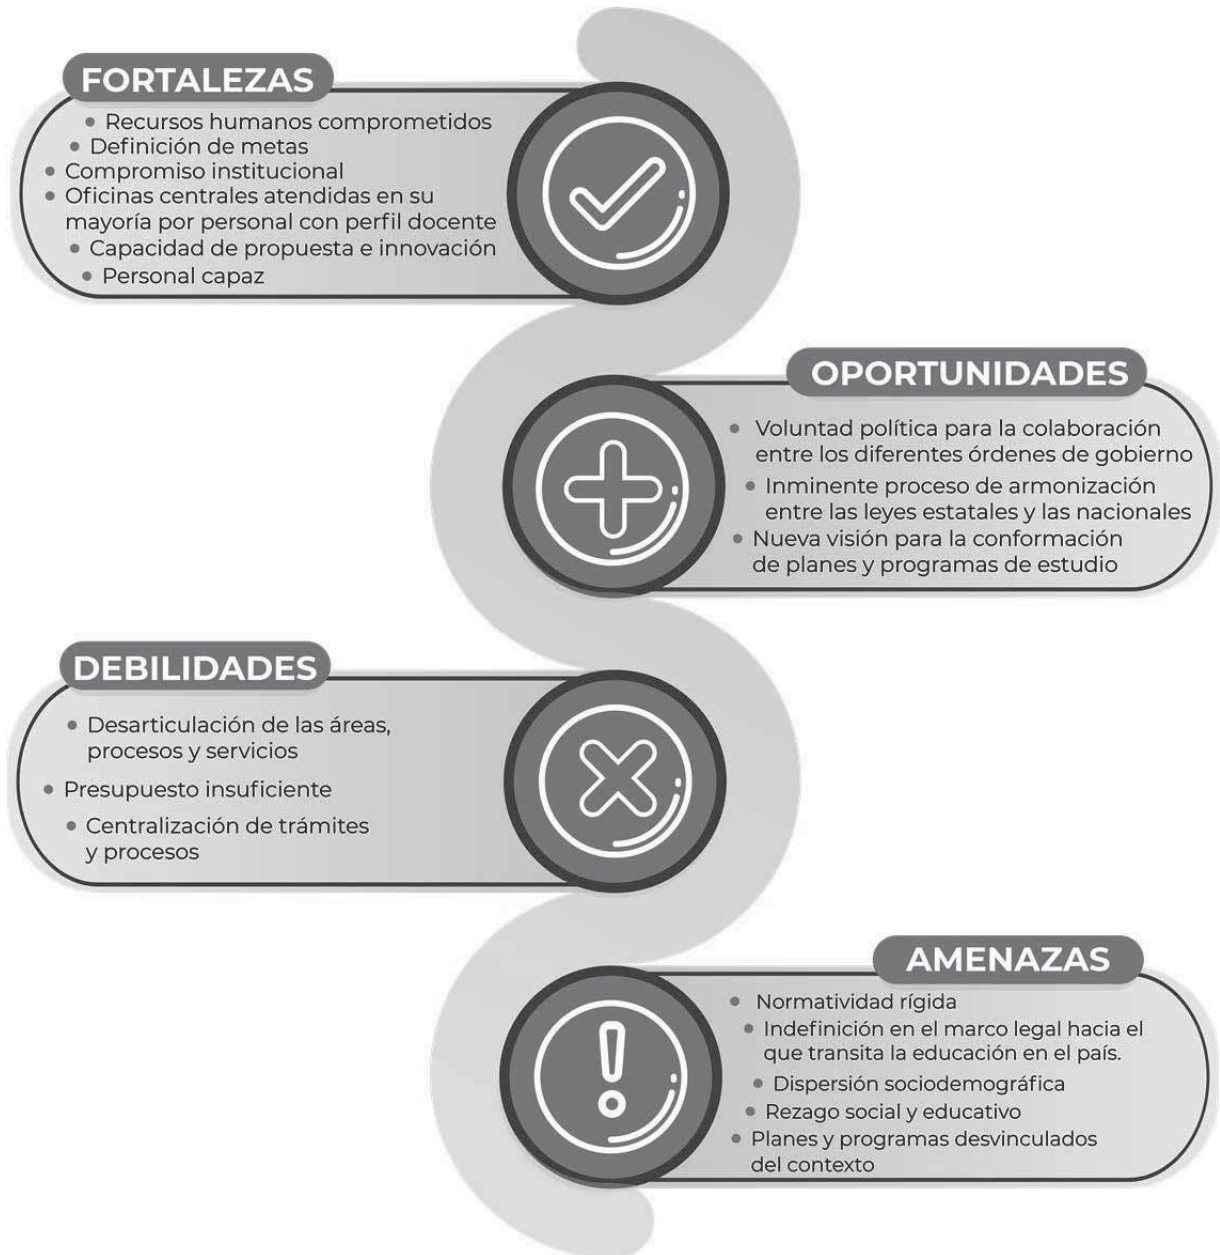 FORTALEZAS
• Recursos humanos comprometidos
• Definición de metas
• Compromiso institucional
• Oficinas centrales atendidas en su
mayoría por personal con perfil docente
• Capacidad de propuesta e innovación
• Personal capaz
OPORTUNIDADES
• Voluntad política para la colaboración
entre los diferentes órdenes de gobierno
• Inminente proceso de armonización
entre las leyes estatales y las nacionales
• Nueva visión para la conformación
de planes y programas de estudio
DEBILIDADES
• Desarticulación de las áreas,
procesos y servicios
• Presupuesto insuficiente
• Centralización de trámites
y procesos
AMENAZAS
• Normatividad rígida
• Indefinición en el marco legal hacia el
que transita la educación en el país.
• Dispersión sociodemográfica
• Rezago social y educativo
• Planes y programas desvinculados
del contexto